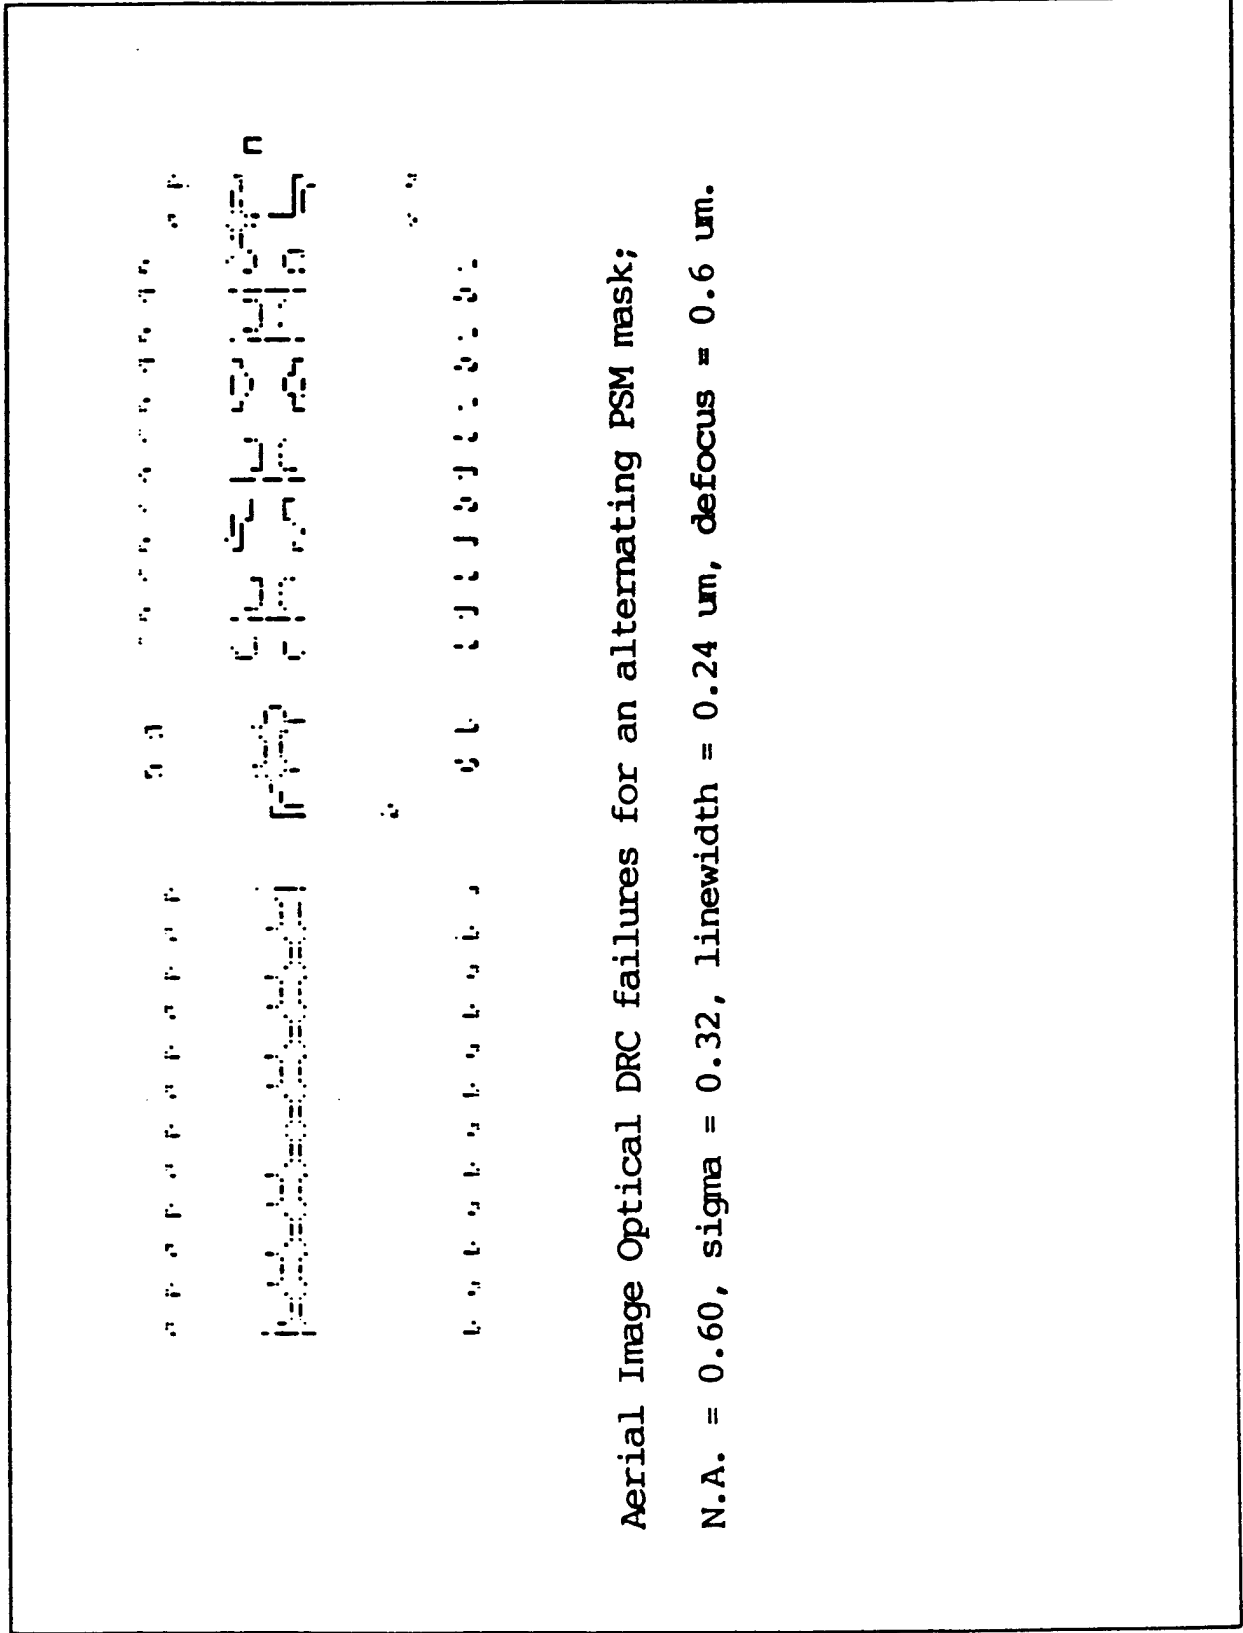 Aerial Image Optical DRC failures for an alternating PSM mask;
N.A. = 0.60, sigma = 0.32, linewidth = 0.24 um, defocus = 0.6 um.